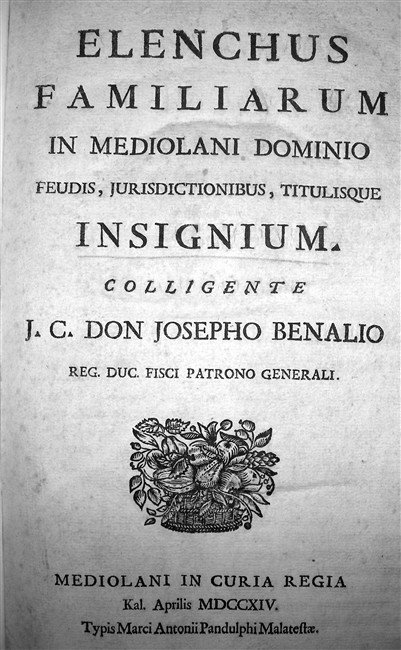 ELENCHUS
FAMILIARUM
IN MEDIOLANI DOMINIO
FEUDIS, JURISDICTIONIBUS, TITULISQUE
INSIGNIUM.
COLLIGENTE
J. C. DON JOSEPHO BENALIO
REG. DUC. FISCI PATRONO GENERALI.
MEDIOLANI IN CURIA REGIA
Kal. Aprilis MDCCXIV.
Typis Marci Antonii Pandulphi Malatestæ.